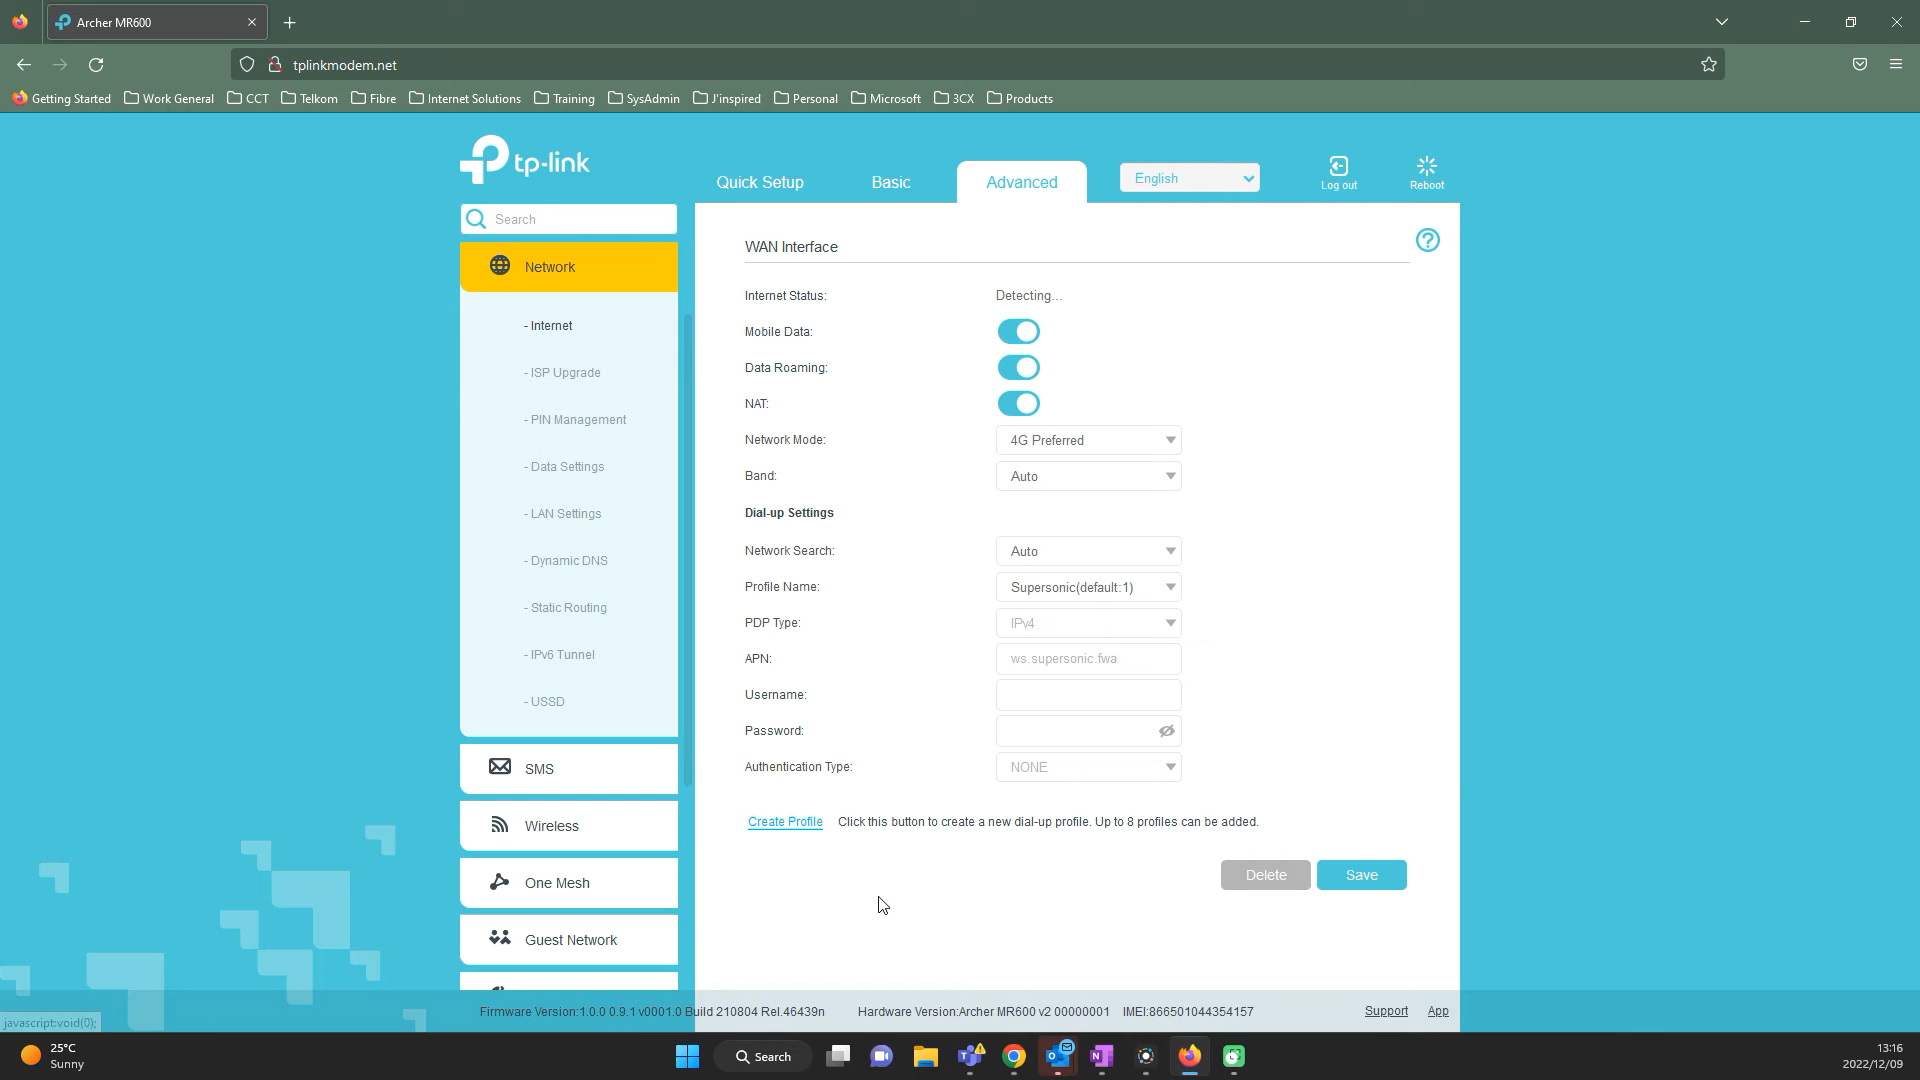 Archer MR600
tplinkmodem.net
Getting Started Work General CCT Telkom Fibre Internet Solutions Training SysAdmin J'inspired Personal Microsoft 3CX Products
tp-link
Quick Setup
Basic
Advanced
English
Log out
Reboot
Search
Network
- Internet
- ISP Upgrade
- PIN Management
- Data Settings
- LAN Settings
- Dynamic DNS
- Static Routing
- IPv6 Tunnel
- USSD
SMS
Wireless
One Mesh
Guest Network
WAN Interface
Internet Status: Detecting...
Mobile Data:
Data Roaming:
NAT:
Network Mode: 4G Preferred
Band: Auto
Dial-up Settings
Network Search: Auto
Profile Name: Supersonic(default:1)
PDP Type: IPv4
APN: ws.supersonic.fwa
Username:
Password:
Authentication Type: NONE
Create Profile Click this button to create a new dial-up profile. Up to 8 profiles can be added.
Delete Save
Firmware Version:1.0.0 0.9.1 v0001.0 Build 210804 Rel.46439n Hardware Version:Archer MR600 v2 00000001 IMEI:866501044354157 Support App
javascript:void(0);
25°C
Sunny
Search
13:16
2022/12/09